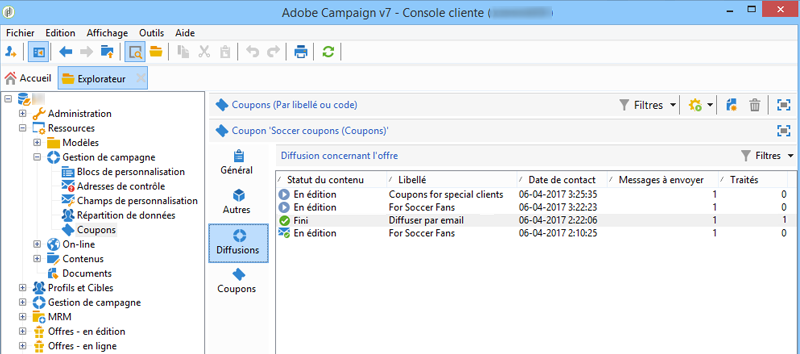 Adobe Campaign v7 - Console cliente (
Fichier Edition Affichage Outils Aide
Accueil Explorateur
Administration
Ressources
Modèles
Gestion de campagne
Blocs de personnalisation
Adresses de contrôle
Champs de personnalisation
Répartition de données
Coupons
On-line
Contenus
Documents
Profils et Cibles
Gestion de campagne
MRM
Offres - en édition
Offres - en ligne
Coupons (Par libellé ou code) Filtres
Coupon 'Soccer coupons (Coupons)'
Général
Autres
Diffusions
Coupons
Diffusion concernant l'offre Filtres
Statut du contenu Libellé Date de contact Messages à envoyer Traités
En édition Coupons for special clients 06-04-2017 3:25:35 1 0
En édition For Soccer Fans 06-04-2017 3:22:23 1 0
Fini Diffuser par email 06-04-2017 2:22:06 1 1
En édition For Soccer Fans 06-04-2017 2:10:25 1 0